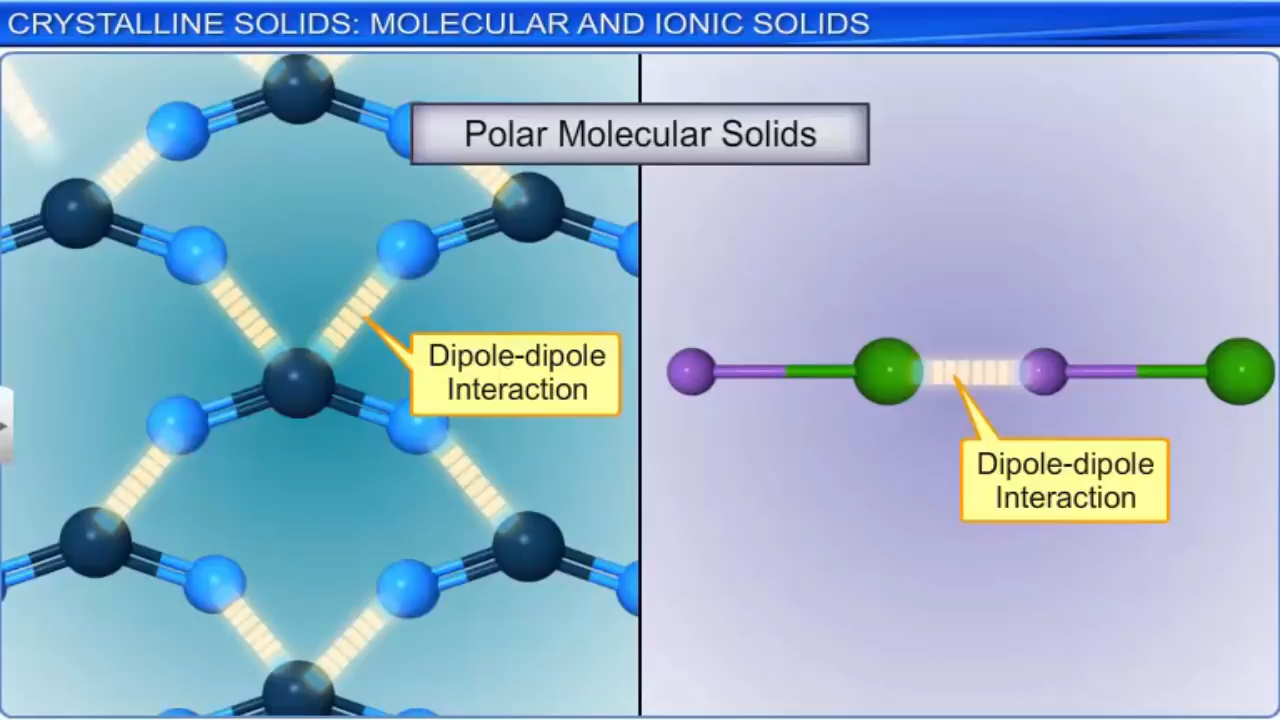 CRYSTALLINE SOLIDS: MOLECULAR AND IONIC SOLIDS
Polar Molecular Solids
Dipole-dipole
Interaction
Dipole-dipole
Interaction